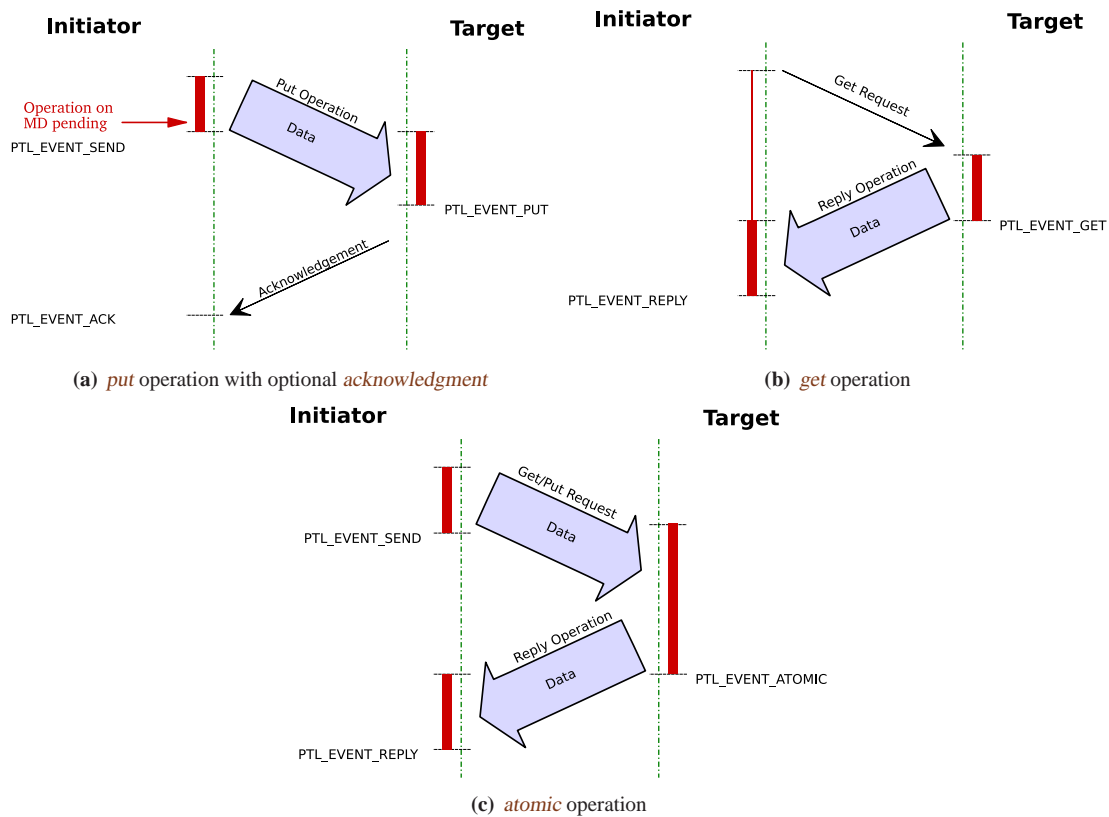 Initiator
Target
Put Operation
Data
Operation on
MD pending
PTL_EVENT_SEND
PTL_EVENT_PUT
Acknowledgement
PTL_EVENT_ACK
(a) put operation with optional acknowledgment
Initiator
Target
Get Request
Reply Operation
Data
PTL_EVENT_GET
PTL_EVENT_REPLY
(b) get operation
Initiator
Target
Get/Put Request
Data
PTL_EVENT_SEND
Reply Operation
Data
PTL_EVENT_ATOMIC
PTL_EVENT_REPLY
(c) atomic operation